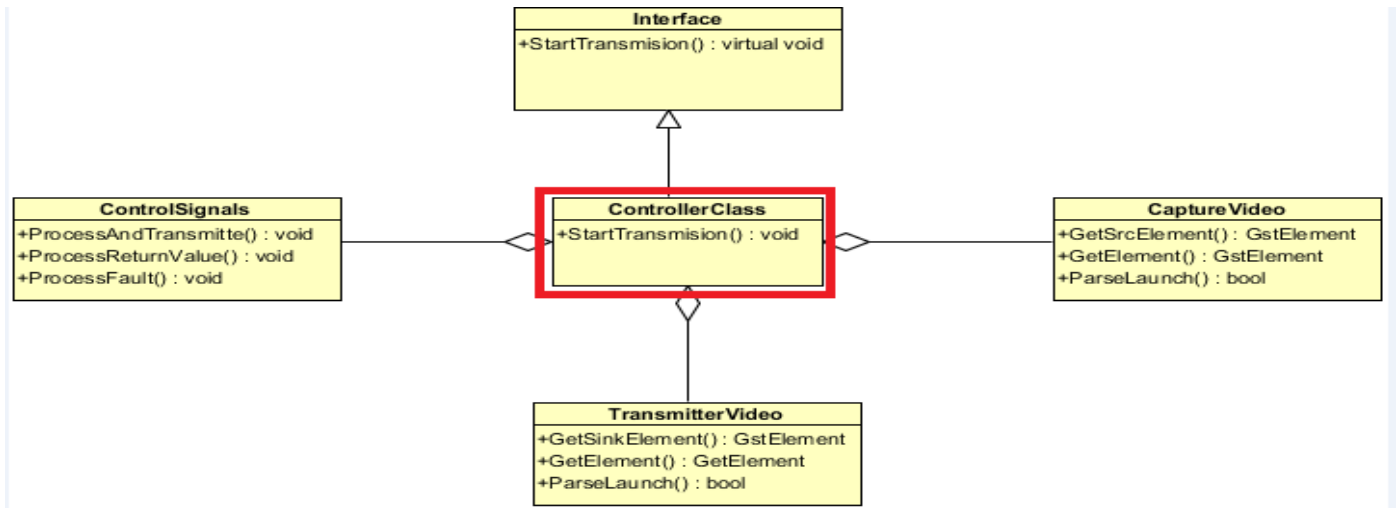 Interface
+StartTransmision() : virtual void
ControlSignals
+ProcessAndTransmitte() : void
+ProcessReturnValue() : void
+ProcessFault() : void
ControllerClass
+StartTransmision() : void
CaptureVideo
+GetSrcElement() : GstElement
+GetElement() : GstElement
+ParseLaunch() : bool
TransmitterVideo
+GetSinkElement() : GstElement
+GetElement() : GetElement
+ParseLaunch() : bool